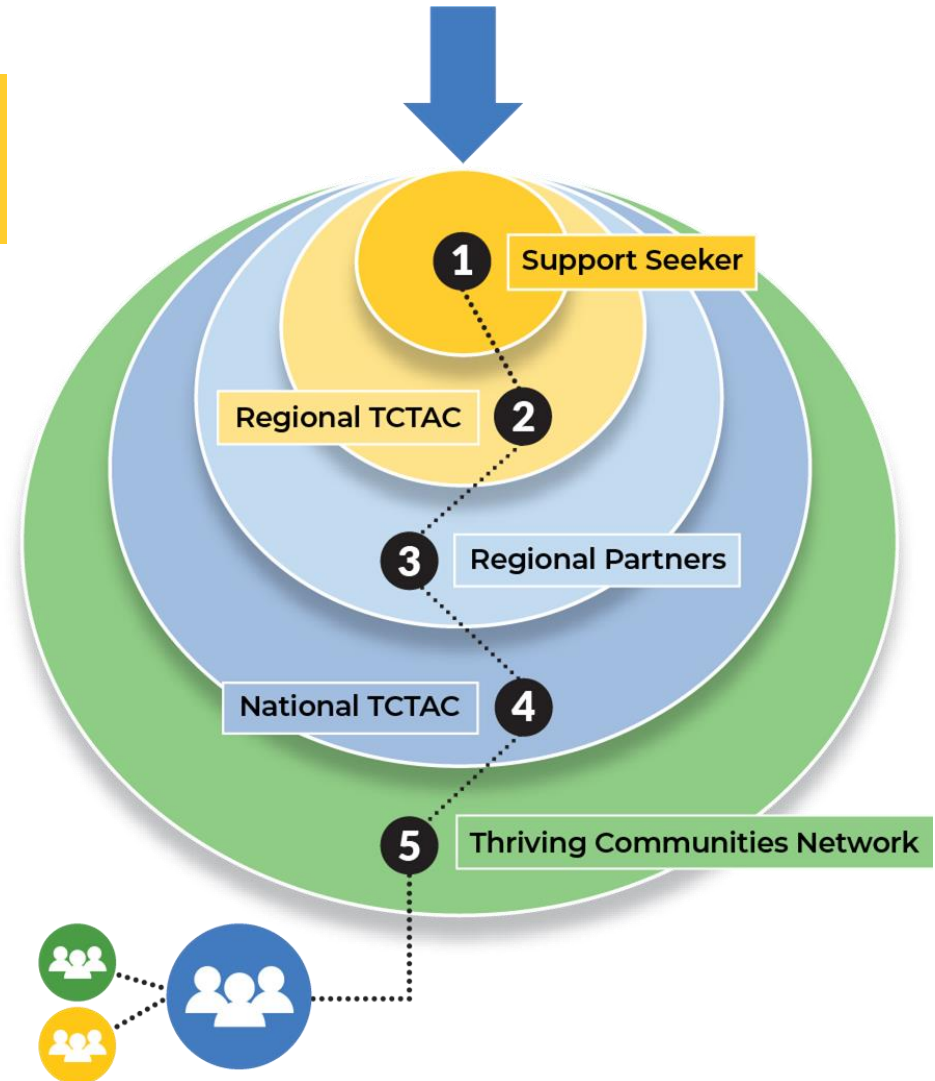 1 Support Seeker
Regional TCTAC 2
3 Regional Partners
National TCTAC 4
5 Thriving Communities Network